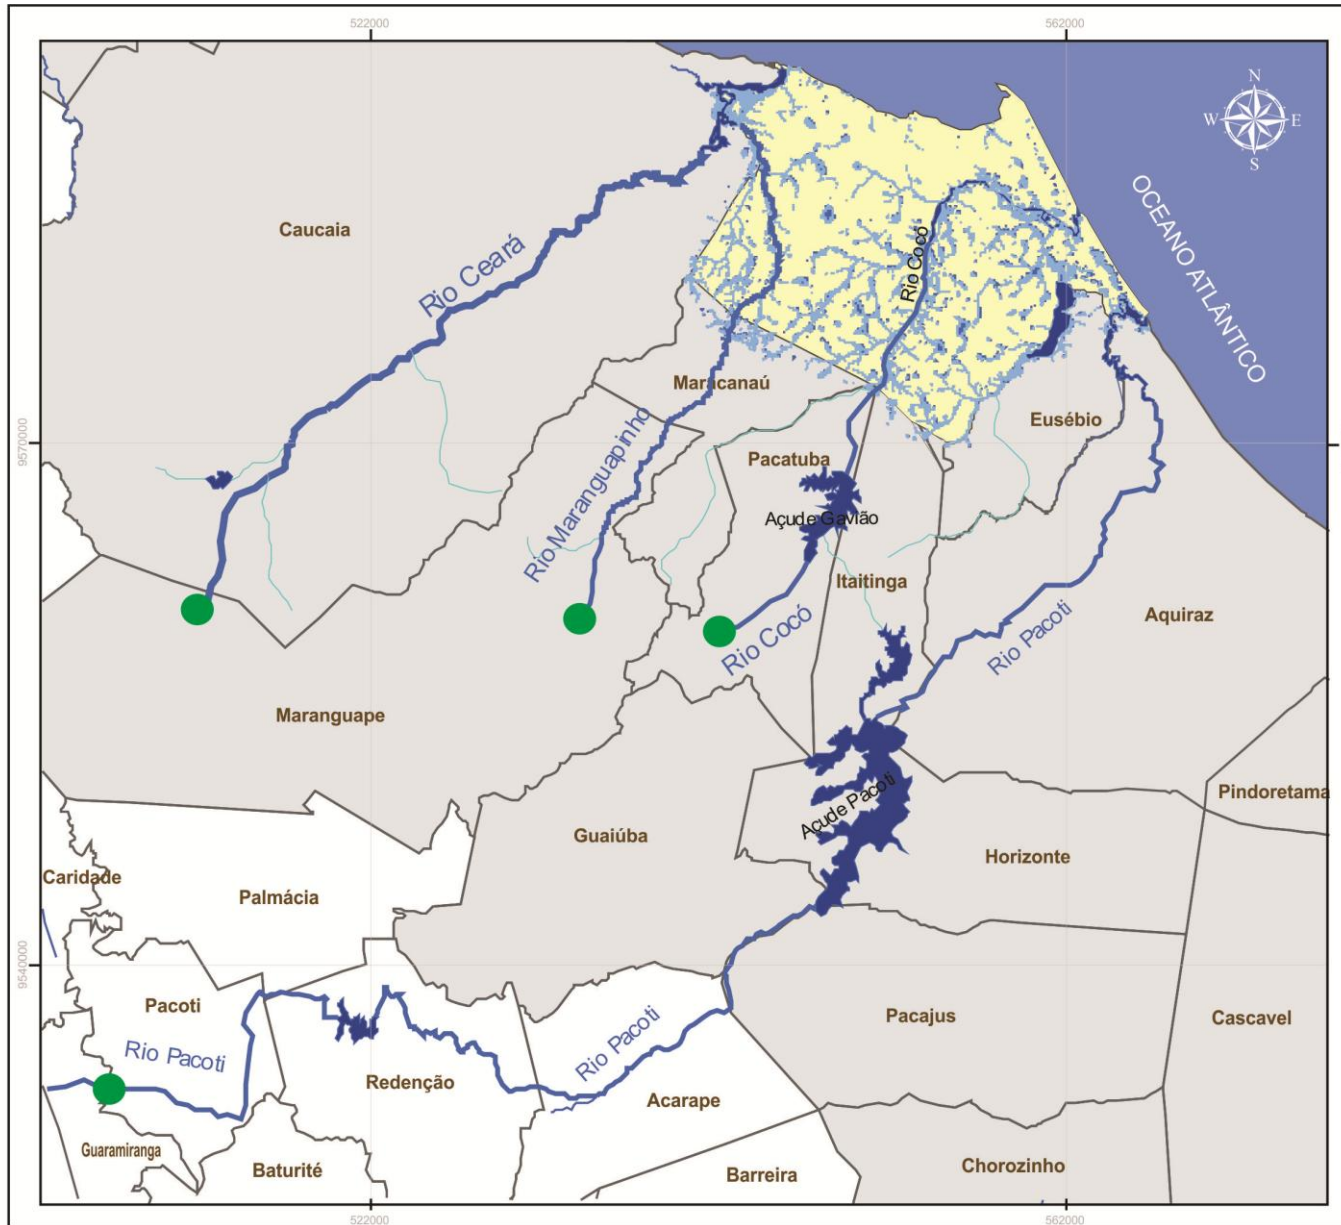 522000
562000
N
W
E
S
OCEANO ATLÂNTICO
Caucaia
Rio Ceará
Rio Cocó
Maracanaú
Eusébio
9570000
Rio Maranguapinho
Pacatuba
Açude Gavião
Itaitinga
Aquiraz
Rio Cocó
Rio Pacoti
Maranguape
Pindoretama
Açude Pacoti
Guaiúba
Horizonte
Caridade
Palmácia
9540000
Pacoti
Rio Pacoti
Rio Pacoti
Pacajus
Cascavel
Redenção
Acarape
Guaramiranga
Baturité
Barreira
Chorozinho
522000
562000